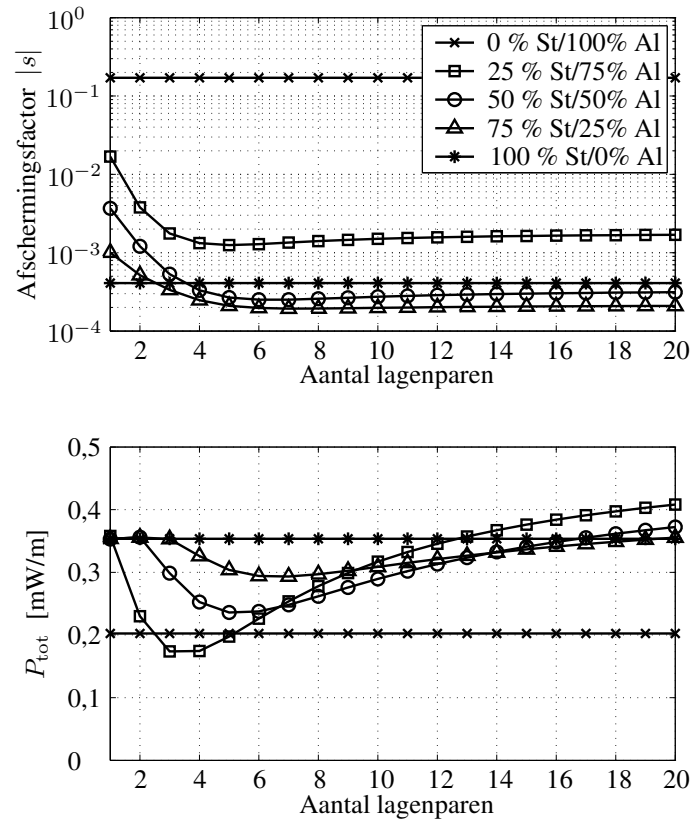 10^0
10^{-1}
10^{-2}
10^{-3}
10^{-4}
Afschermingsfactor |s|
0 % St/100% Al
25 % St/75% Al
50 % St/50% Al
75 % St/25% Al
100 % St/0% Al
2 4 6 8 10 12 14 16 18 20
Aantal lagenparen
0,5
0,4
0,3
0,2
0,1
0
P_tot [mW/m]
2 4 6 8 10 12 14 16 18 20
Aantal lagenparen